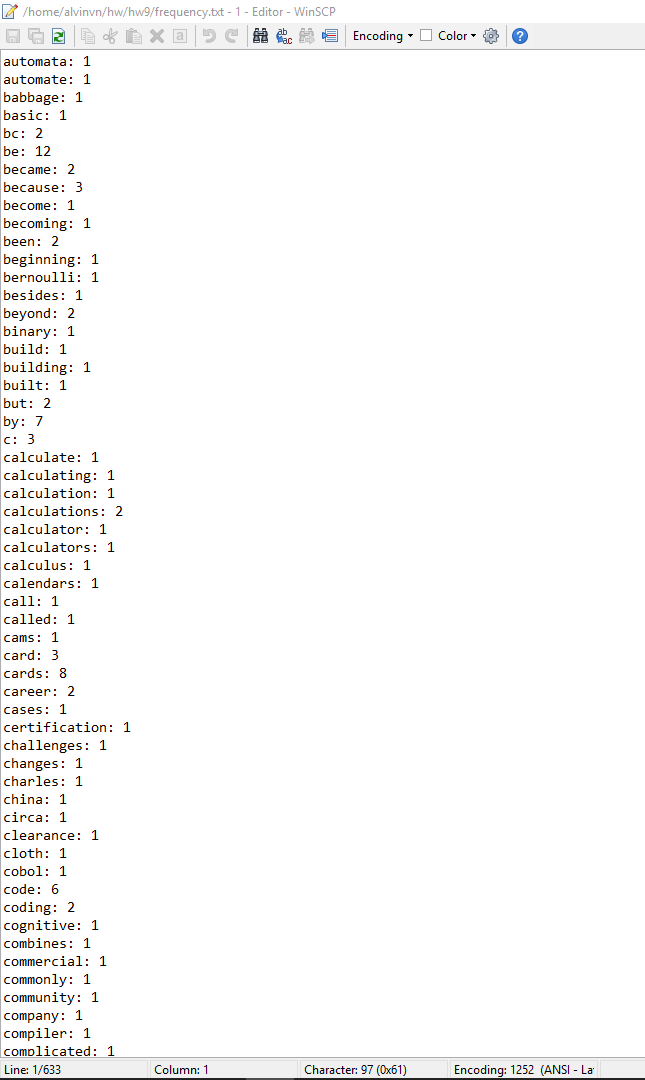 /home/alvinvn/hw/hw9/frequency.txt - 1 - Editor - WinSCP
Encoding Color
automata: 1
automate: 1
babbage: 1
basic: 1
bc: 2
be: 12
became: 2
because: 3
become: 1
becoming: 1
been: 2
beginning: 1
bernoulli: 1
besides: 1
beyond: 2
binary: 1
build: 1
building: 1
built: 1
but: 2
by: 7
c: 3
calculate: 1
calculating: 1
calculation: 1
calculations: 2
calculator: 1
calculators: 1
calculus: 1
calendars: 1
call: 1
called: 1
cams: 1
card: 3
cards: 8
career: 2
cases: 1
certification: 1
challenges: 1
changes: 1
charles: 1
china: 1
circa: 1
clearance: 1
cloth: 1
cobol: 1
code: 6
coding: 2
cognitive: 1
combines: 1
commercial: 1
commonly: 1
community: 1
company: 1
compiler: 1
complicated: 1
Line: 1/633 Column: 1 Character: 97 (0x61) Encoding: 1252 (ANSI - La